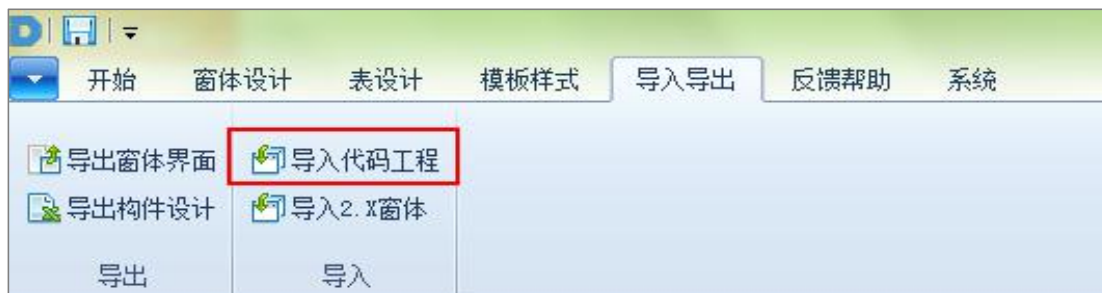 开始 窗体设计 表设计 模板样式 导入导出 反馈帮助 系统
导出窗体界面 导入代码工程
导出构件设计 导入2.X窗体
导出 导入